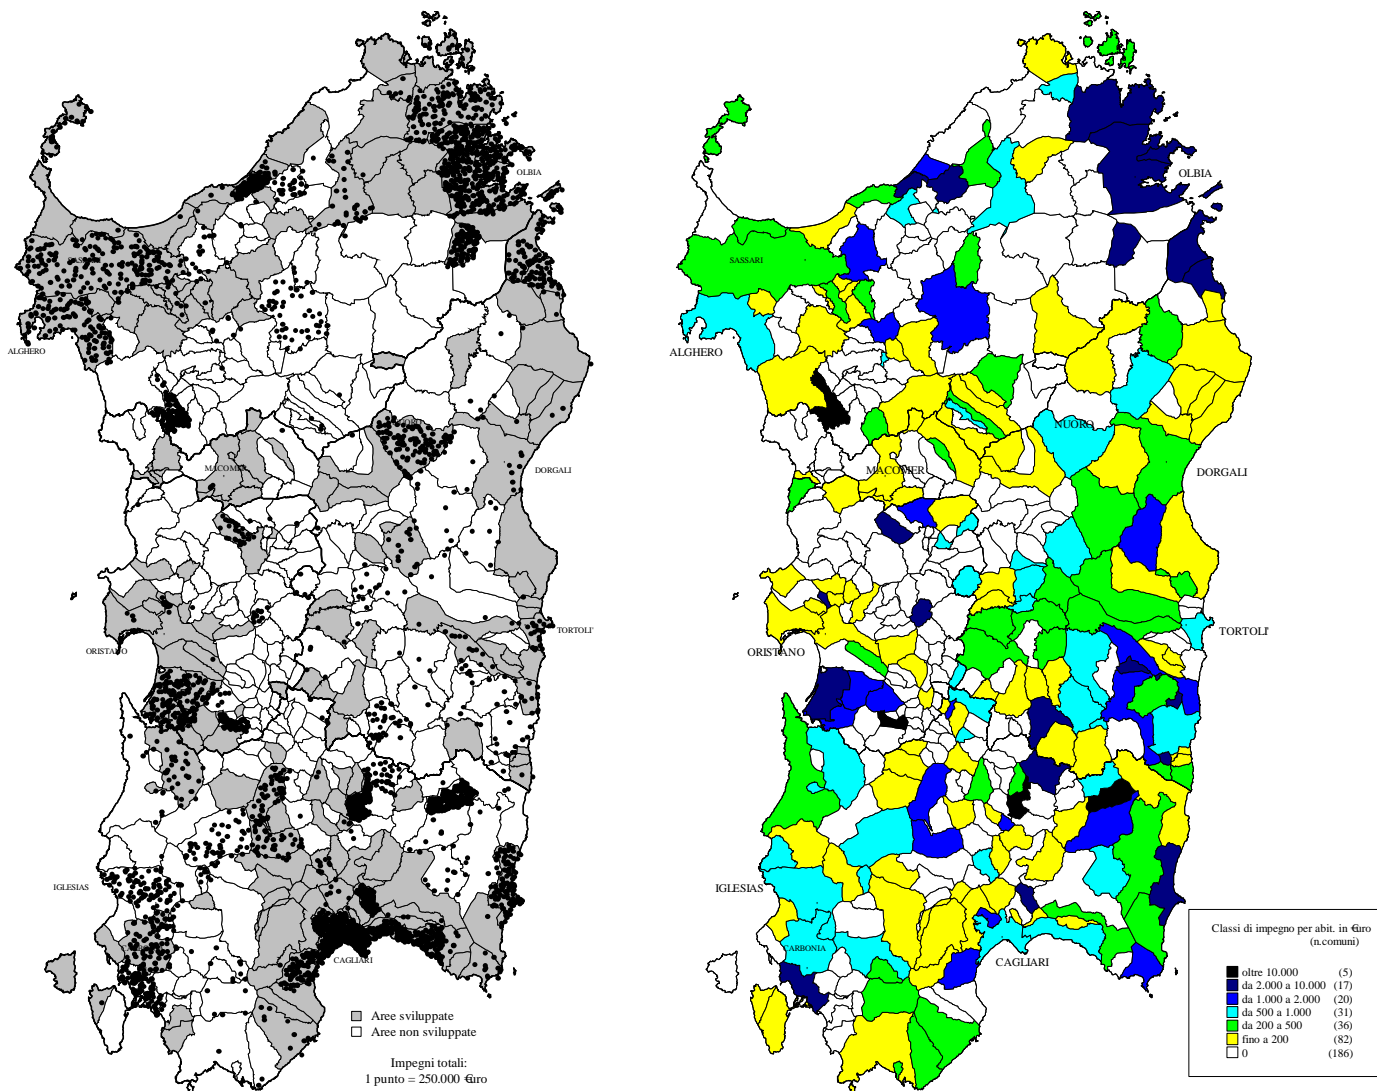 OLBIA
SASSARI
ALGHERO
NUORO
MACOMER
DORGALI
TORTOLI'
ORISTANO
IGLESIAS
CAGLIARI
Aree sviluppate
Aree non sviluppate
Impegni totali:
1 punto = 250.000 €uro
OLBIA
SASSARI
ALGHERO
NUORO
MACOMER
DORGALI
TORTOLI'
ORISTANO
IGLESIAS
CARBONIA
CAGLIARI
Classi di impegno per abit. in €uro
(n.comuni)
oltre 10.000 (5)
da 2.000 a 10.000 (17)
da 1.000 a 2.000 (20)
da 500 a 1.000 (31)
da 200 a 500 (36)
fino a 200 (82)
0 (186)